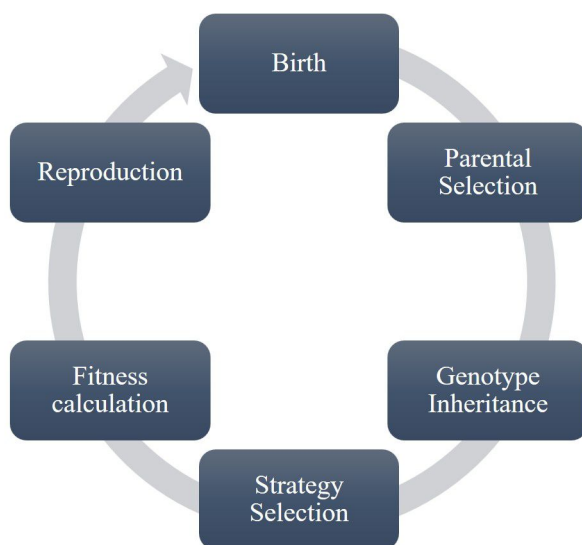 Birth
Parental
Selection
Genotype
Inheritance
Strategy
Selection
Fitness
calculation
Reproduction